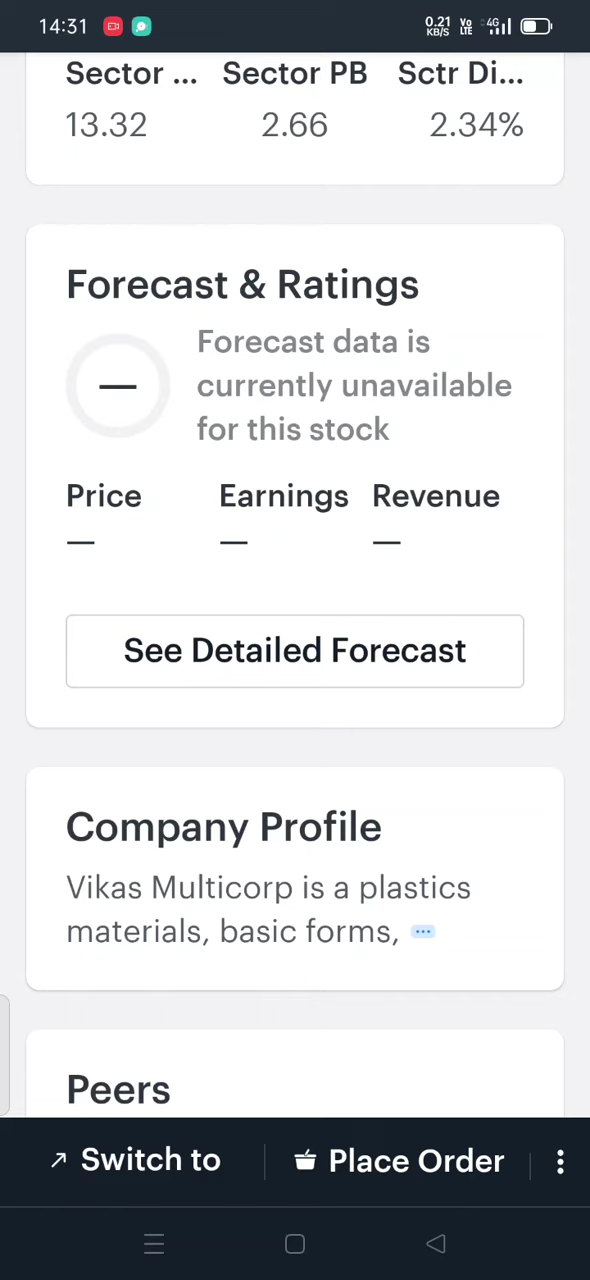 14:31 0.21 KB/S Vo LTE 4G
Sector ... Sector PB Sctr Di...
13.32 2.66 2.34%
Forecast & Ratings
Forecast data is
currently unavailable
for this stock
Price Earnings Revenue
— — —
See Detailed Forecast
Company Profile
Vikas Multicorp is a plastics
materials, basic forms, ...
Peers
Switch to Place Order